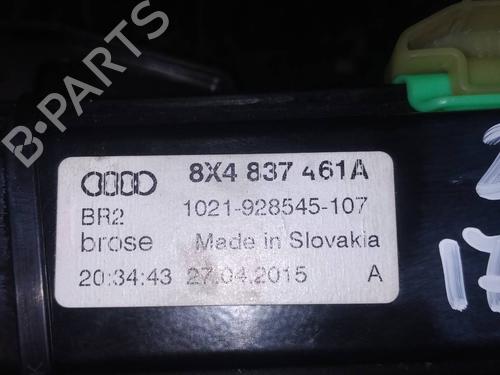 8X4 837 461A
BR2 1021-928545-107
brose Made in Slovakia
20:34:43 27.04.2015 A
B-PARTS